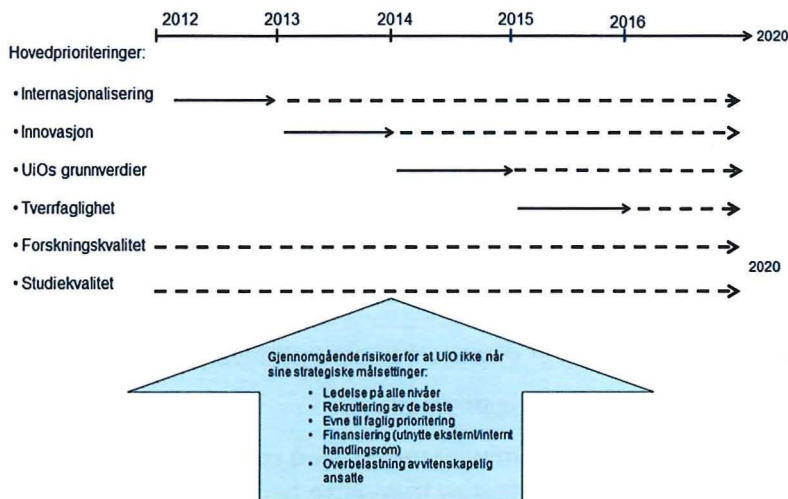 2012 2013 2014 2015 2016
2020
Hovedprioriteringer:
• Internasjonalisering
• Innovasjon
• UiOs grunnverdier
• Tverrfaglighet
• Forskningskvalitet
2020
• Studiekvalitet
Gjennomgående risikoer for at UiO ikke når
sine strategiske målsettinger:
• Ledelse på alle nivåer
• Rekruttering av de beste
• Evne til faglig prioritering
• Finansiering (utnytte eksternt/internt
handlingsrom)
• Overbelastning av vitenskapelig
ansatte